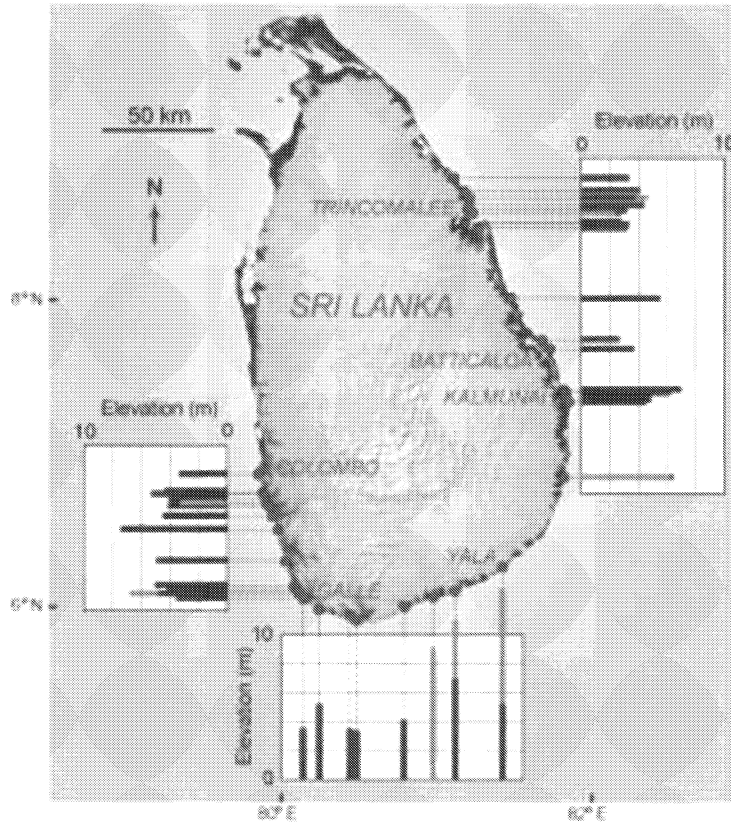 50 km
Elevation (m)
0 10
N
TRINCOMALEE
8°N
SRI LANKA
BATTICALOA
KALMUNAI
Elevation (m)
10 0
COLOMBO
YALA
GALLE
6°N
10
Elevation (m)
0
80°E 82°E